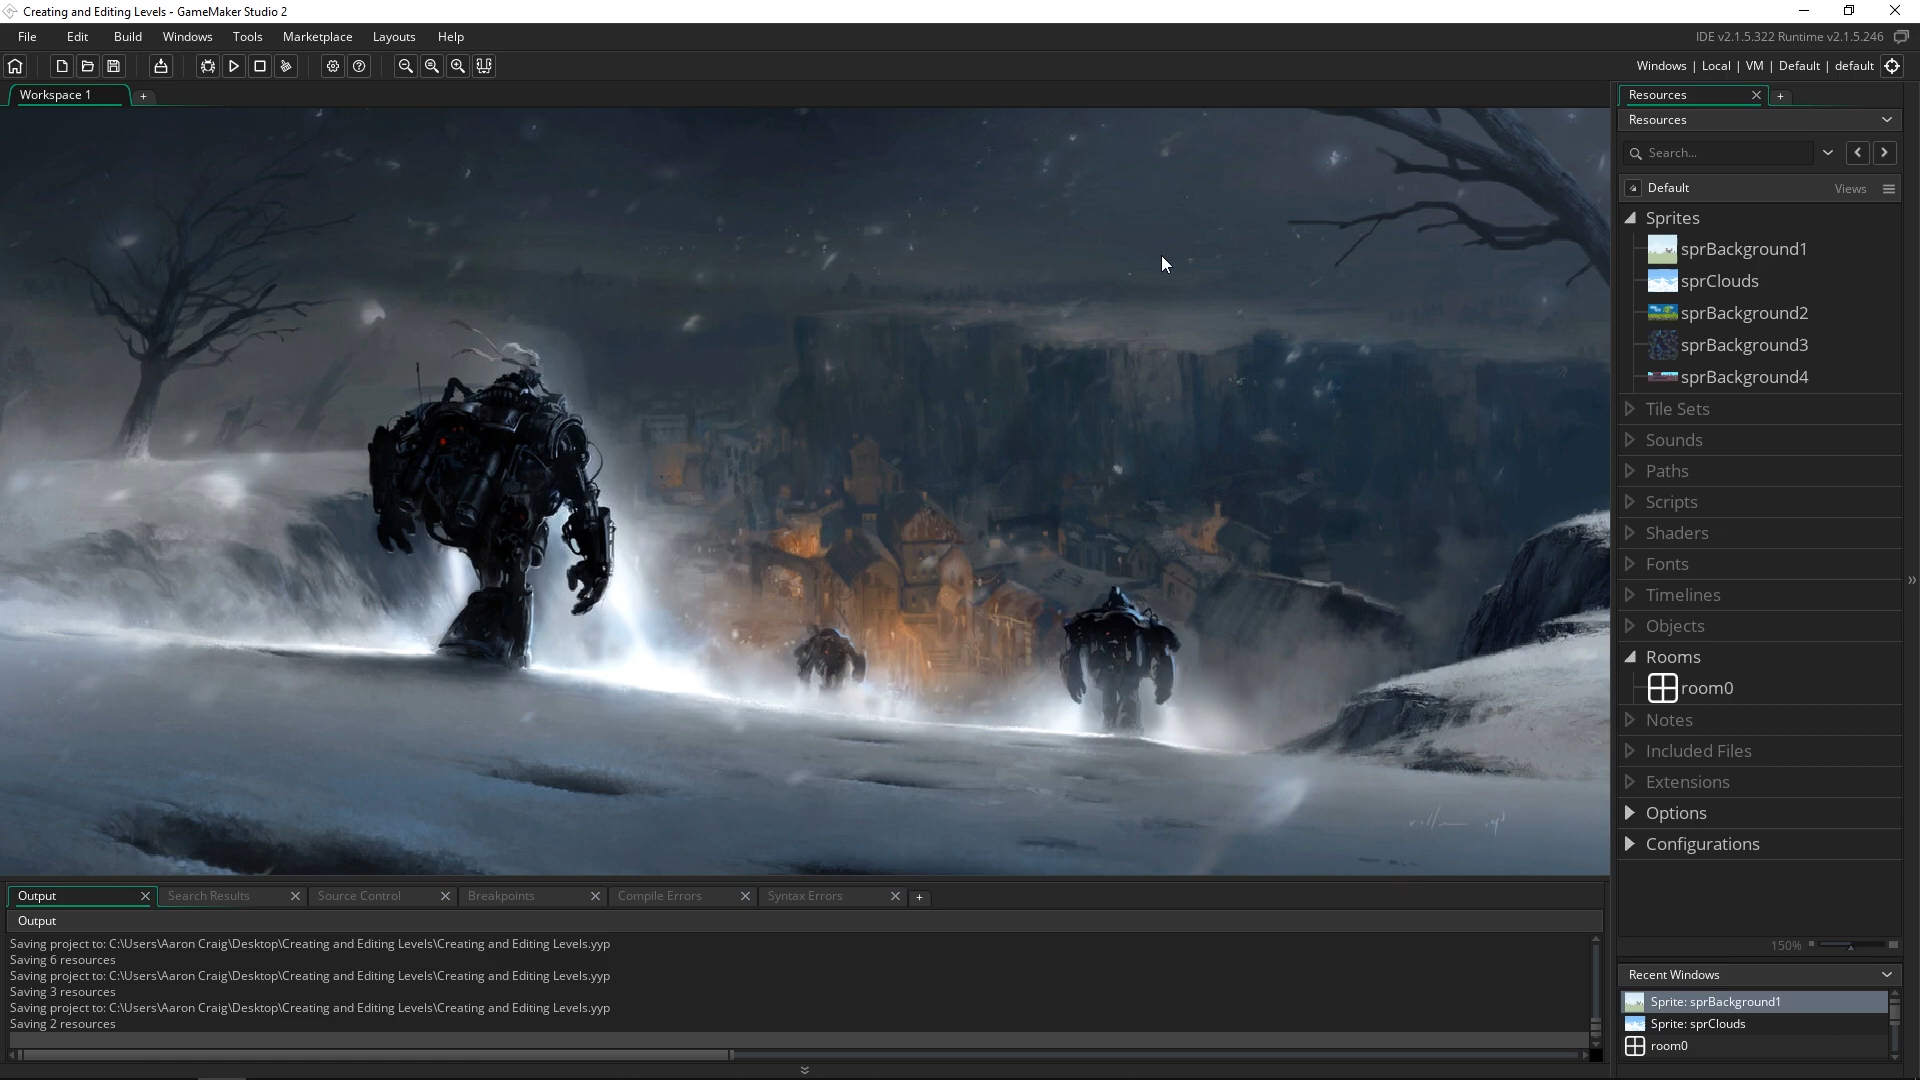 Creating and Editing Levels - GameMaker Studio 2
File Edit Build Windows Tools Marketplace Layouts Help
IDE v2.1.5.322 Runtime v2.1.5.246
Windows | Local | VM | Default | default
Workspace 1
Resources
Resources
Search...
Default Views
Sprites
sprBackground1
sprClouds
sprBackground2
sprBackground3
sprBackground4
Tile Sets
Sounds
Paths
Scripts
Shaders
Fonts
Timelines
Objects
Rooms
room0
Notes
Included Files
Extensions
Options
Configurations
150%
Recent Windows
Sprite: sprBackground1
Sprite: sprClouds
room0
Output Search Results Source Control Breakpoints Compile Errors Syntax Errors
Output
Saving project to: C:\Users\Aaron Craig\Desktop\Creating and Editing Levels\Creating and Editing Levels.yyp
Saving 6 resources
Saving project to: C:\Users\Aaron Craig\Desktop\Creating and Editing Levels\Creating and Editing Levels.yyp
Saving 3 resources
Saving project to: C:\Users\Aaron Craig\Desktop\Creating and Editing Levels\Creating and Editing Levels.yyp
Saving 2 resources